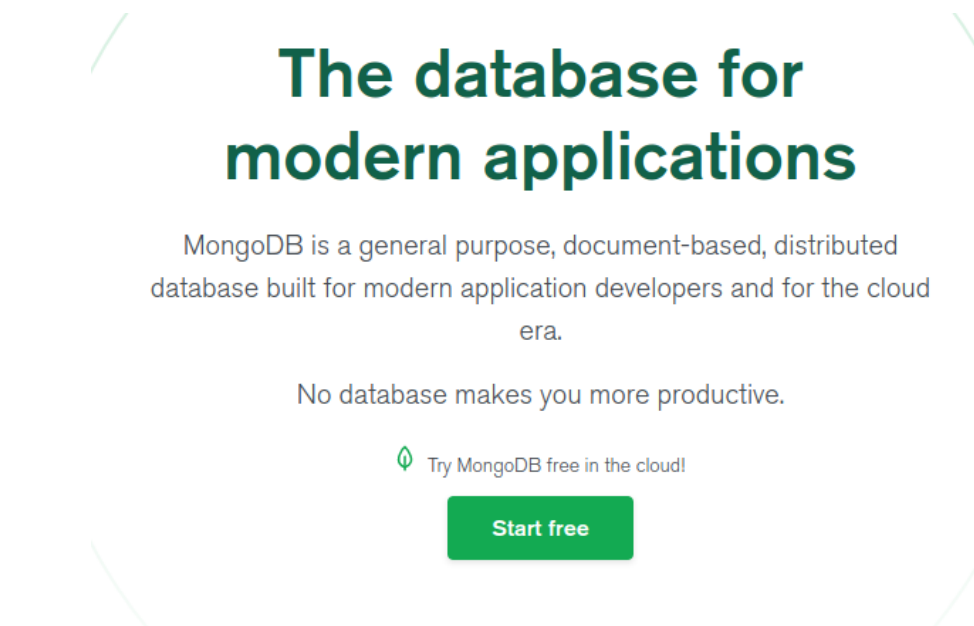 The database for
modern applications
MongoDB is a general purpose, document-based, distributed
database built for modern application developers and for the cloud
era.
No database makes you more productive.
Try MongoDB free in the cloud!
Start free